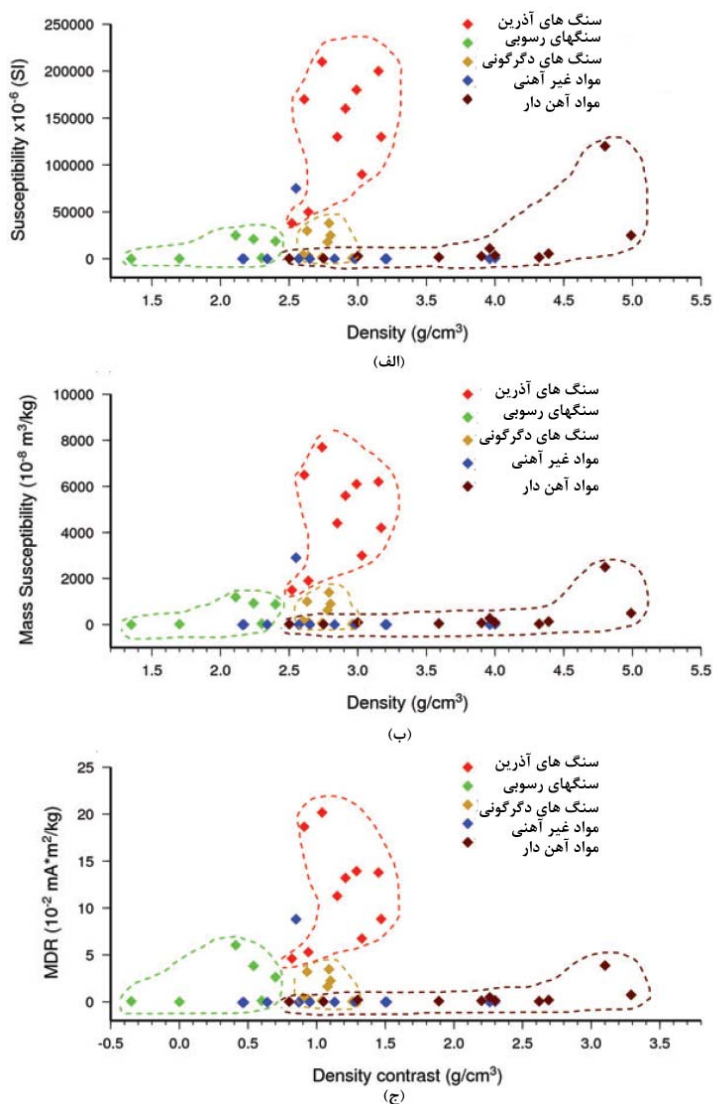 250000
200000
150000
100000
50000
0
Susceptibility x10-6 (SI)
سنگ های آذرین
سنگهای رسوبی
سنگ های دگرگونی
مواد غیر آهنی
مواد آهن دار
1.5 2.0 2.5 3.0 3.5 4.0 4.5 5.0 5.5
Density (g/cm3)
(الف)
10000
8000
6000
4000
2000
0
Mass Susceptibility (10-8 m3/kg)
سنگ های آذرین
سنگهای رسوبی
سنگ های دگرگونی
مواد غیر آهنی
مواد آهن دار
1.5 2.0 2.5 3.0 3.5 4.0 4.5 5.0 5.5
Density (g/cm3)
(ب)
25
20
15
10
5
0
MDR (10-2 mA*m2/kg)
سنگ های آذرین
سنگهای رسوبی
سنگ های دگرگونی
مواد غیر آهنی
مواد آهن دار
-0.5 0.0 0.5 1.0 1.5 2.0 2.5 3.0 3.5
Density contrast (g/cm3)
(ج)